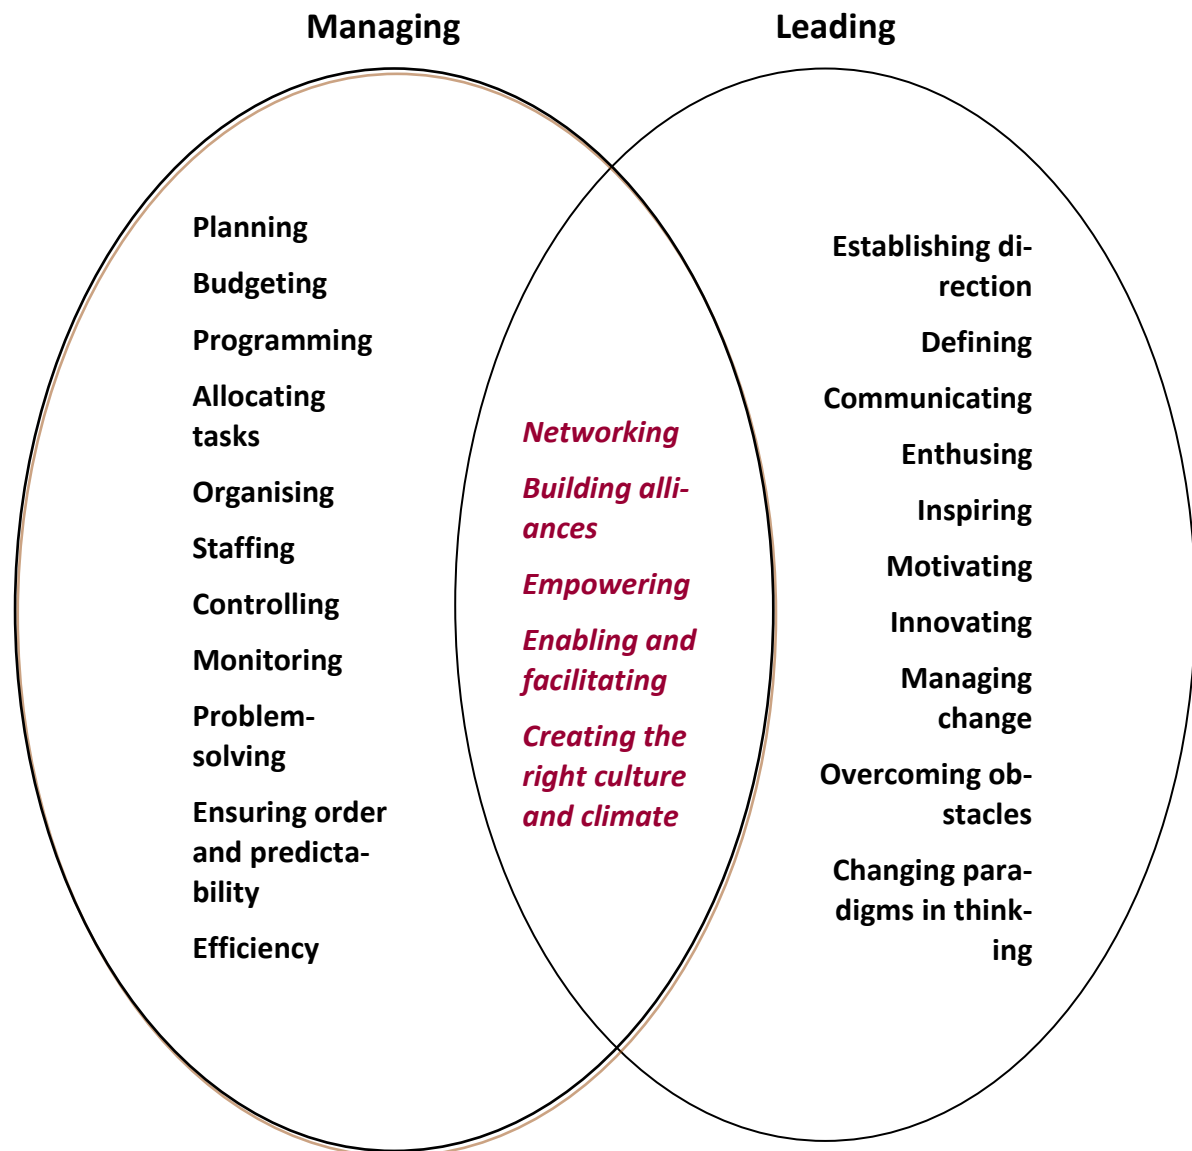 Managing
Leading
Planning
Budgeting
Programming
Allocating
tasks
Organising
Staffing
Controlling
Monitoring
Problem-
solving
Ensuring order
and predicta-
bility
Efficiency
Networking
Building alli-
ances
Empowering
Enabling and
facilitating
Creating the
right culture
and climate
Establishing di-
rection
Defining
Communicating
Enthusing
Inspiring
Motivating
Innovating
Managing
change
Overcoming ob-
stacles
Changing para-
digms in think-
ing